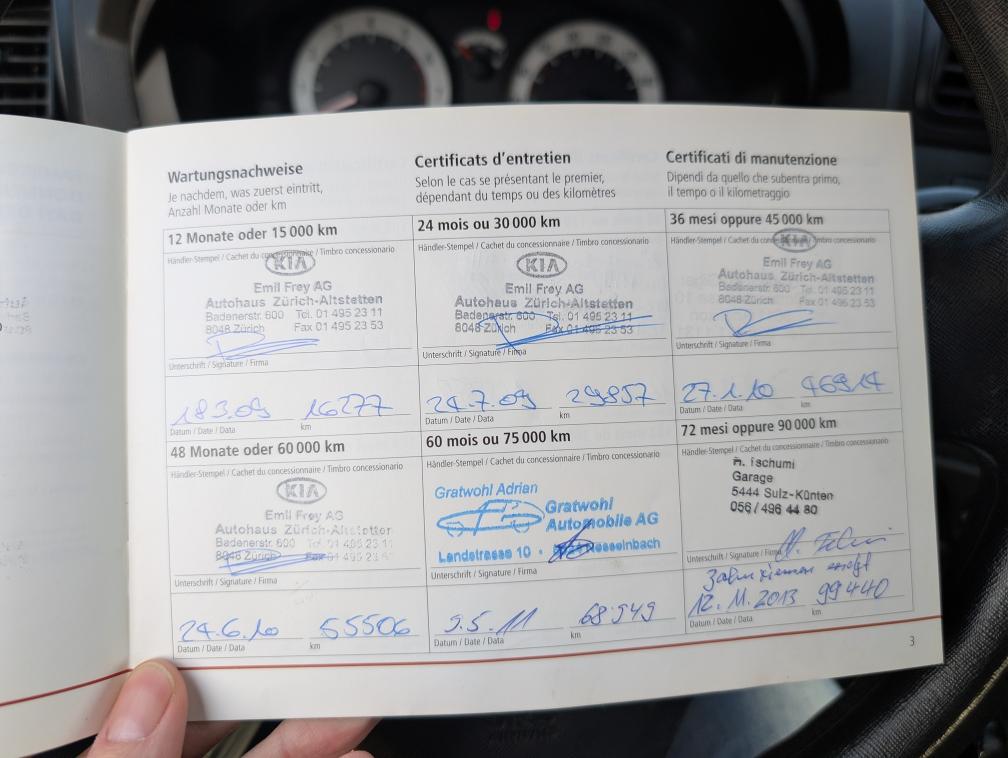 Wartungsnachweise
Je nachdem, was zuerst eintritt,
Anzahl Monate oder km
Certificats d'entretien
Selon le cas se présentant le premier,
dépendant du temps ou des kilomètres
Certificati di manutenzione
Dipendi da quello che subentra primo,
il tempo o il kilometraggio
12 Monate oder 15 000 km
Händler-Stempel / Cachet du concessionnaire / Timbro concessionario
KIA
Emil Frey AG
Autohaus Zürich-Altstetten
Badenerstr. 600 Tel. 01 495 23 11
8048 Zürich Fax 01 495 23 53
Unterschrift / Signature / Firma
18.3.09 16277
Datum / Date / Data km
24 mois ou 30 000 km
Händler-Stempel / Cachet du concessionnaire / Timbro concessionario
KIA
Emil Frey AG
Autohaus Zürich-Altstetten
Badenerstr. 600 Tel. 01 495 23 11
8048 Zürich Fax 01 495 23 53
Unterschrift / Signature / Firma
24.7.09 29857
Datum / Date / Data km
36 mesi oppure 45 000 km
Händler-Stempel / Cachet du concessionnaire / Timbro concessionario
KIA
Emil Frey AG
Autohaus Zürich-Altstetten
Badenerstr. 600 Tel. 01 495 23 11
8048 Zürich Fax 01 495 23 53
Unterschrift / Signature / Firma
27.1.10 46914
Datum / Date / Data km
48 Monate oder 60 000 km
Händler-Stempel / Cachet du concessionnaire / Timbro concessionario
KIA
Emil Frey AG
Autohaus Zürich-Altstetten
Badenerstr. 600 Tel. 01 495 23 11
8048 Zürich Fax 01 495 23
Unterschrift / Signature / Firma
24.6.10 55506
Datum / Date / Data km
60 mois ou 75 000 km
Händler-Stempel / Cachet du concessionnaire / Timbro concessionario
Gratwohl Adrian
Gratwohl
Automobile AG
Landstrasse 10 •
Unterschrift / Signature / Firma
5.5.11 68949
Datum / Date / Data km
72 mesi oppure 90 000 km
Händler-Stempel / Cachet du concessionnaire / Timbro concessionario
Garage
5444 Sulz-Künten
056 / 496 44 80
Unterschrift / Signature / Firma
Zahnriemen ersetzt
12.11.2013 99440
Datum / Date / Data km
3